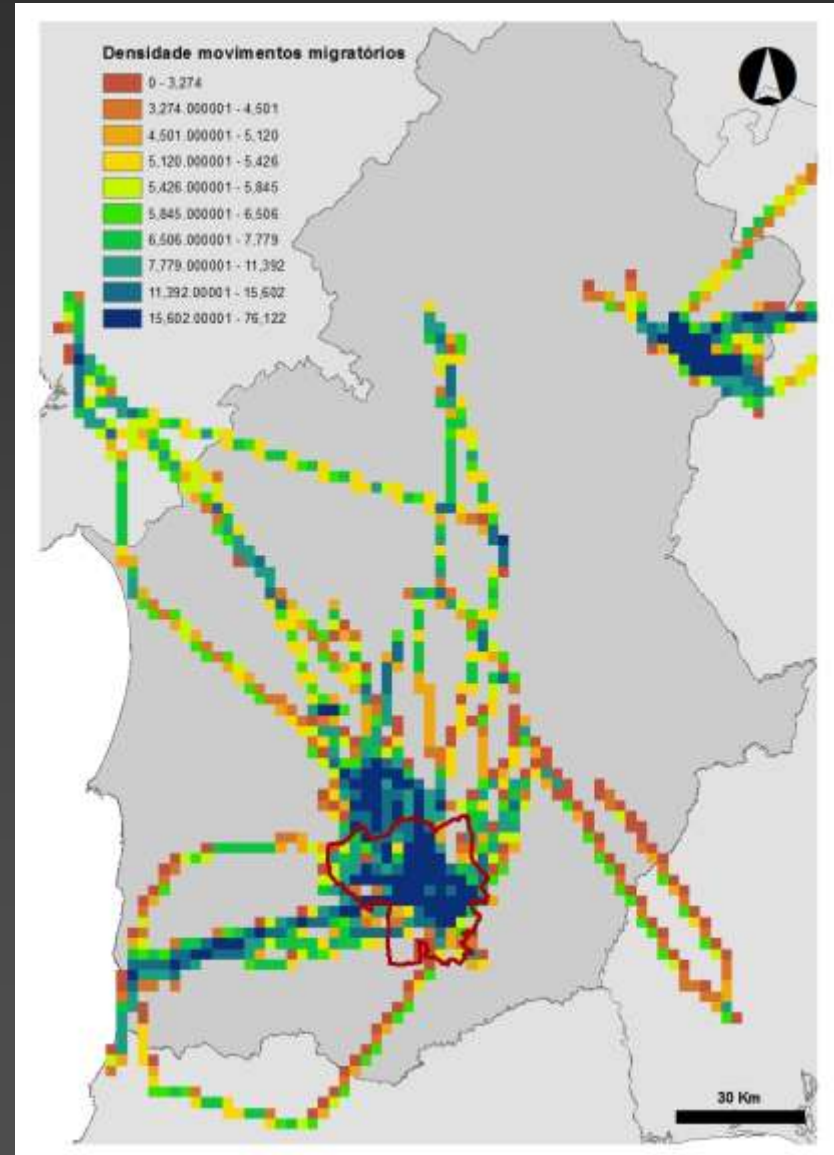 Densidade movimentos migratórios
0 - 3,274
3,274.000001 - 4,501
4,501.000001 - 5,120
5,120.000001 - 5,426
5,426.000001 - 5,845
5,845.000001 - 6,506
6,506.000001 - 7,779
7,779.000001 - 11,392
11,392.00001 - 15,602
15,602.00001 - 76,122
30 Km